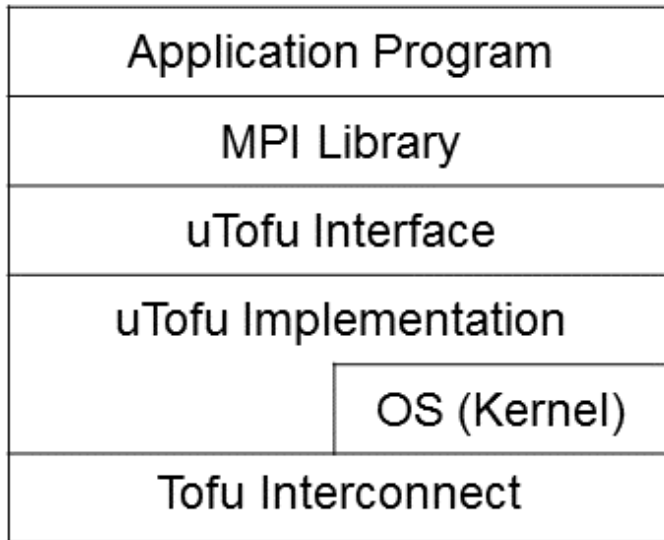 Application Program
MPI Library
uTofu Interface
uTofu Implementation
OS (Kernel)
Tofu Interconnect